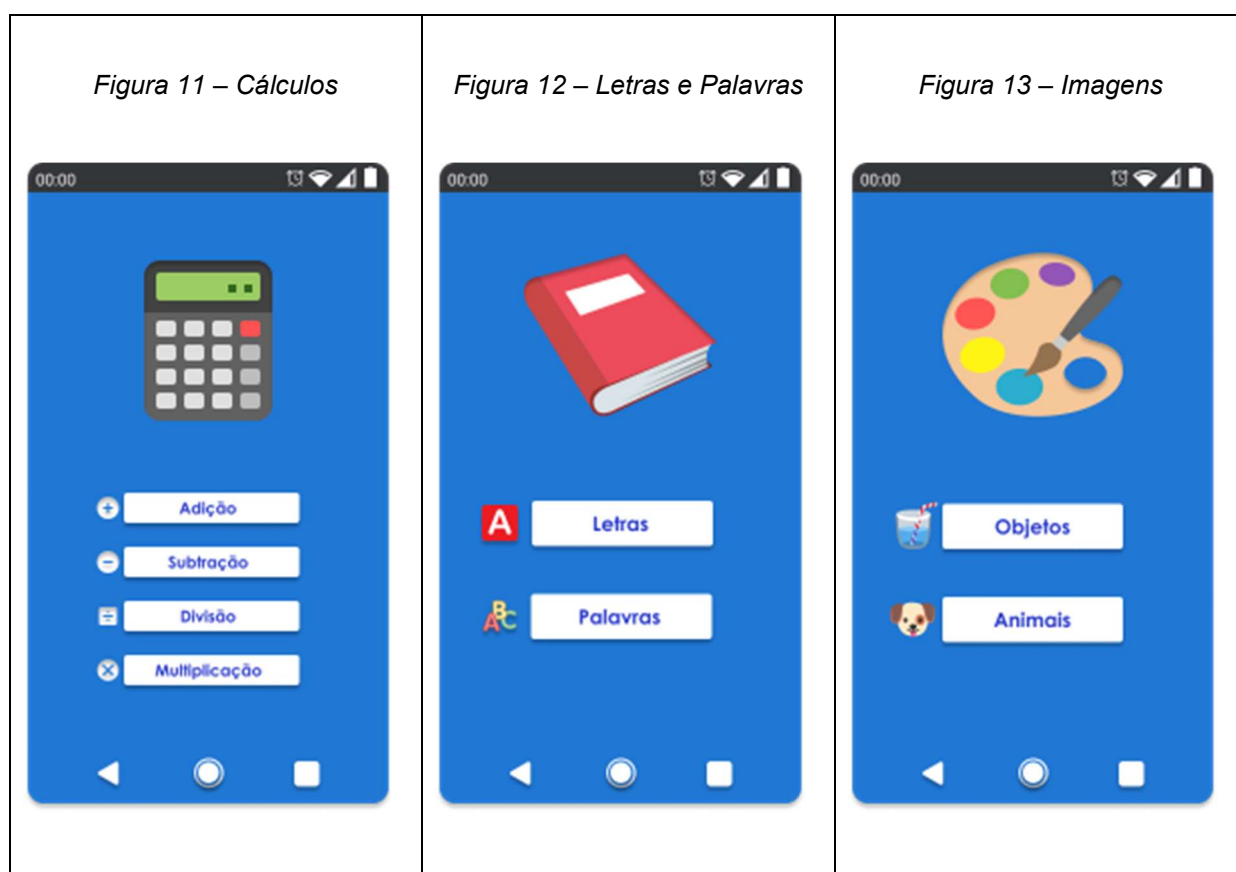 Figura 11 – Cálculos
00:00
Adição
Subtração
Divisão
Multiplicação
Figura 12 – Letras e Palavras
00:00
A
Letras
ABC
Palavras
Figura 13 – Imagens
00:00
Objetos
Animais